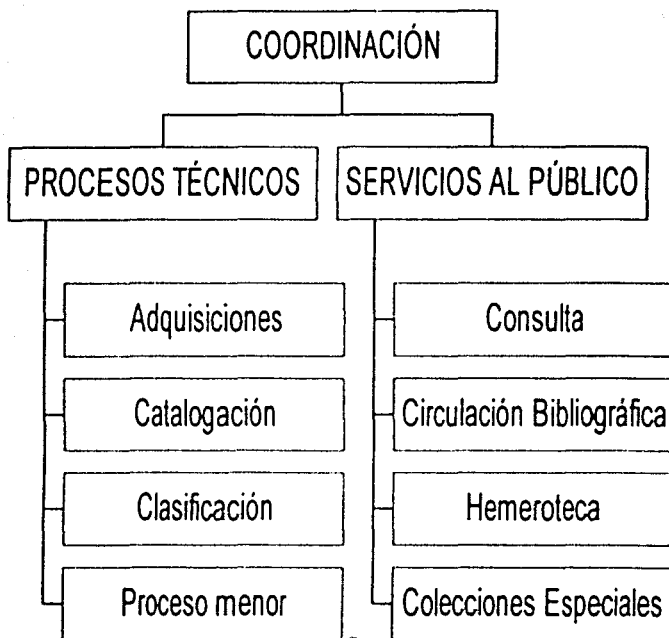 COORDINACIÓN
PROCESOS TÉCNICOS
Adquisiciones
Catalogación
Clasificación
Proceso menor
SERVICIOS AL PÚBLICO
Consulta
Circulación Bibliográfica
Hemeroteca
Colecciones Especiales